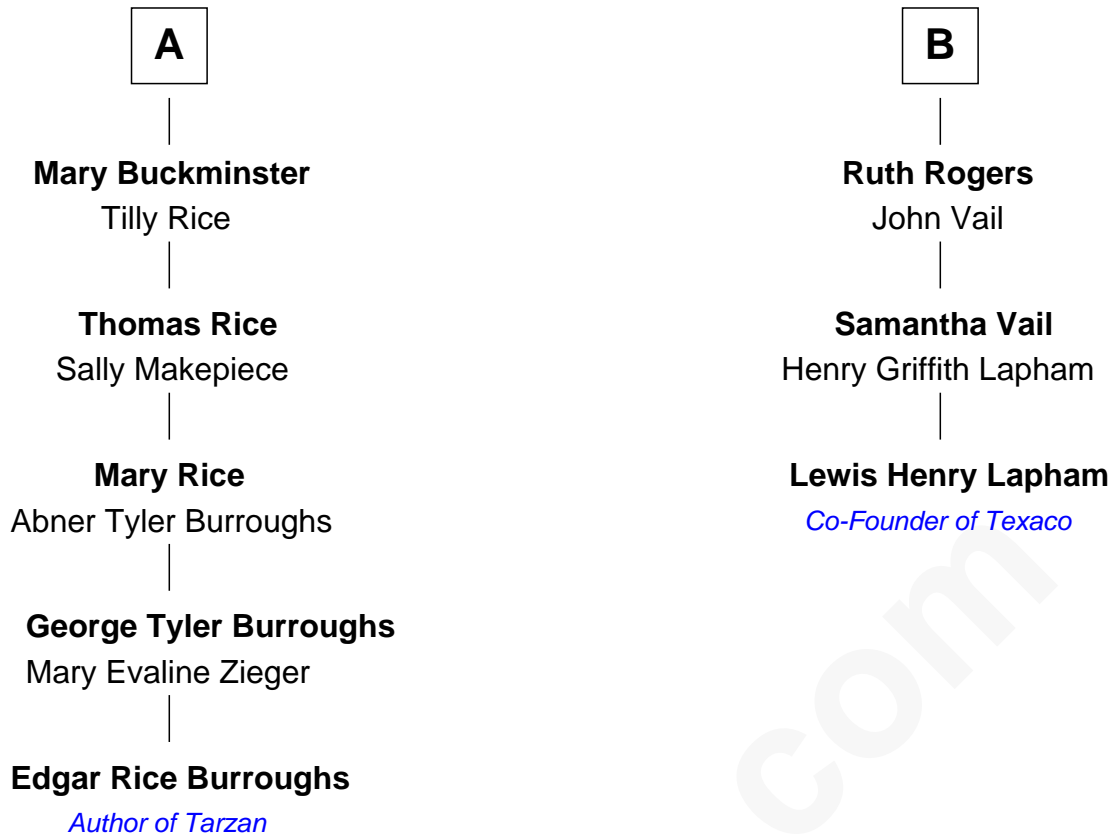 A
Mary Buckminster
Tilly Rice
Thomas Rice
Sally Makepiece
Mary Rice
Abner Tyler Burroughs
George Tyler Burroughs
Mary Evaline Zieger
Edgar Rice Burroughs
Author of Tarzan
B
Ruth Rogers
John Vail
Samantha Vail
Henry Griffith Lapham
Lewis Henry Lapham
Co-Founder of Texaco
com